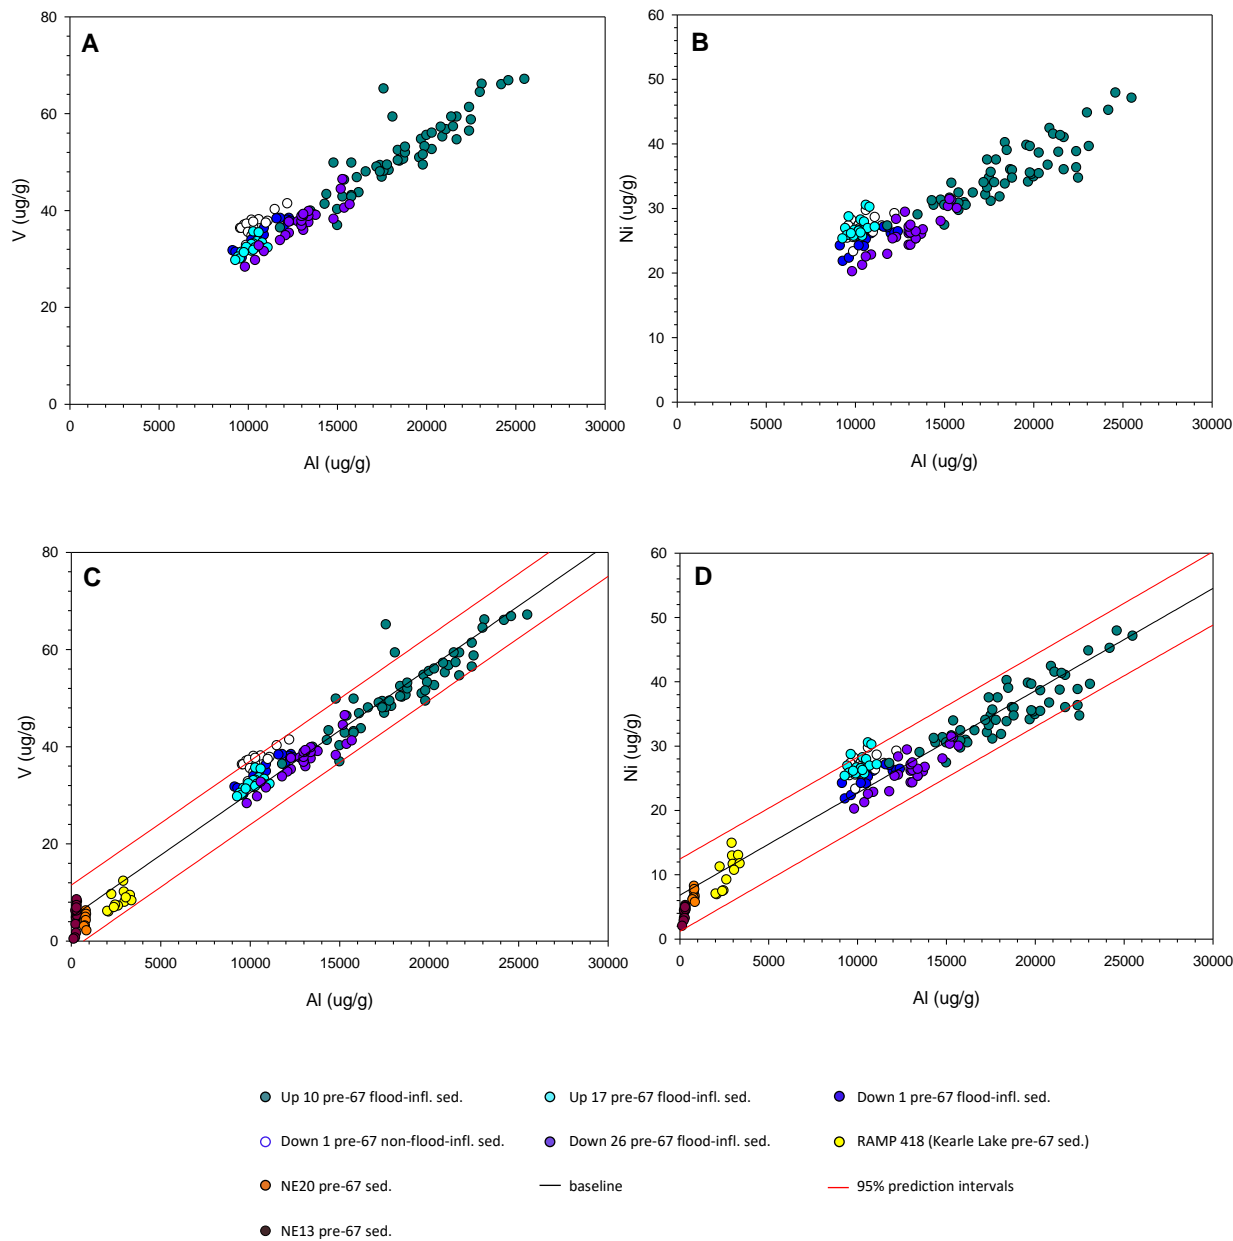 A
80
60
40
20
0
V (ug/g)
0 5000 10000 15000 20000 25000 30000
Al (ug/g)
B
60
50
40
30
20
10
0
Ni (ug/g)
0 5000 10000 15000 20000 25000 30000
Al (ug/g)
C
80
60
40
20
0
V (ug/g)
0 5000 10000 15000 20000 25000 30000
Al (ug/g)
D
60
50
40
30
20
10
0
Ni (ug/g)
0 5000 10000 15000 20000 25000 30000
Al (ug/g)
Up 10 pre-67 flood-infl. sed. Up 17 pre-67 flood-infl. sed. Down 1 pre-67 flood-infl. sed.
Down 1 pre-67 non-flood-infl. sed. Down 26 pre-67 flood-infl. sed. RAMP 418 (Kearle Lake pre-67 sed.)
NE20 pre-67 sed. baseline 95% prediction intervals
NE13 pre-67 sed.